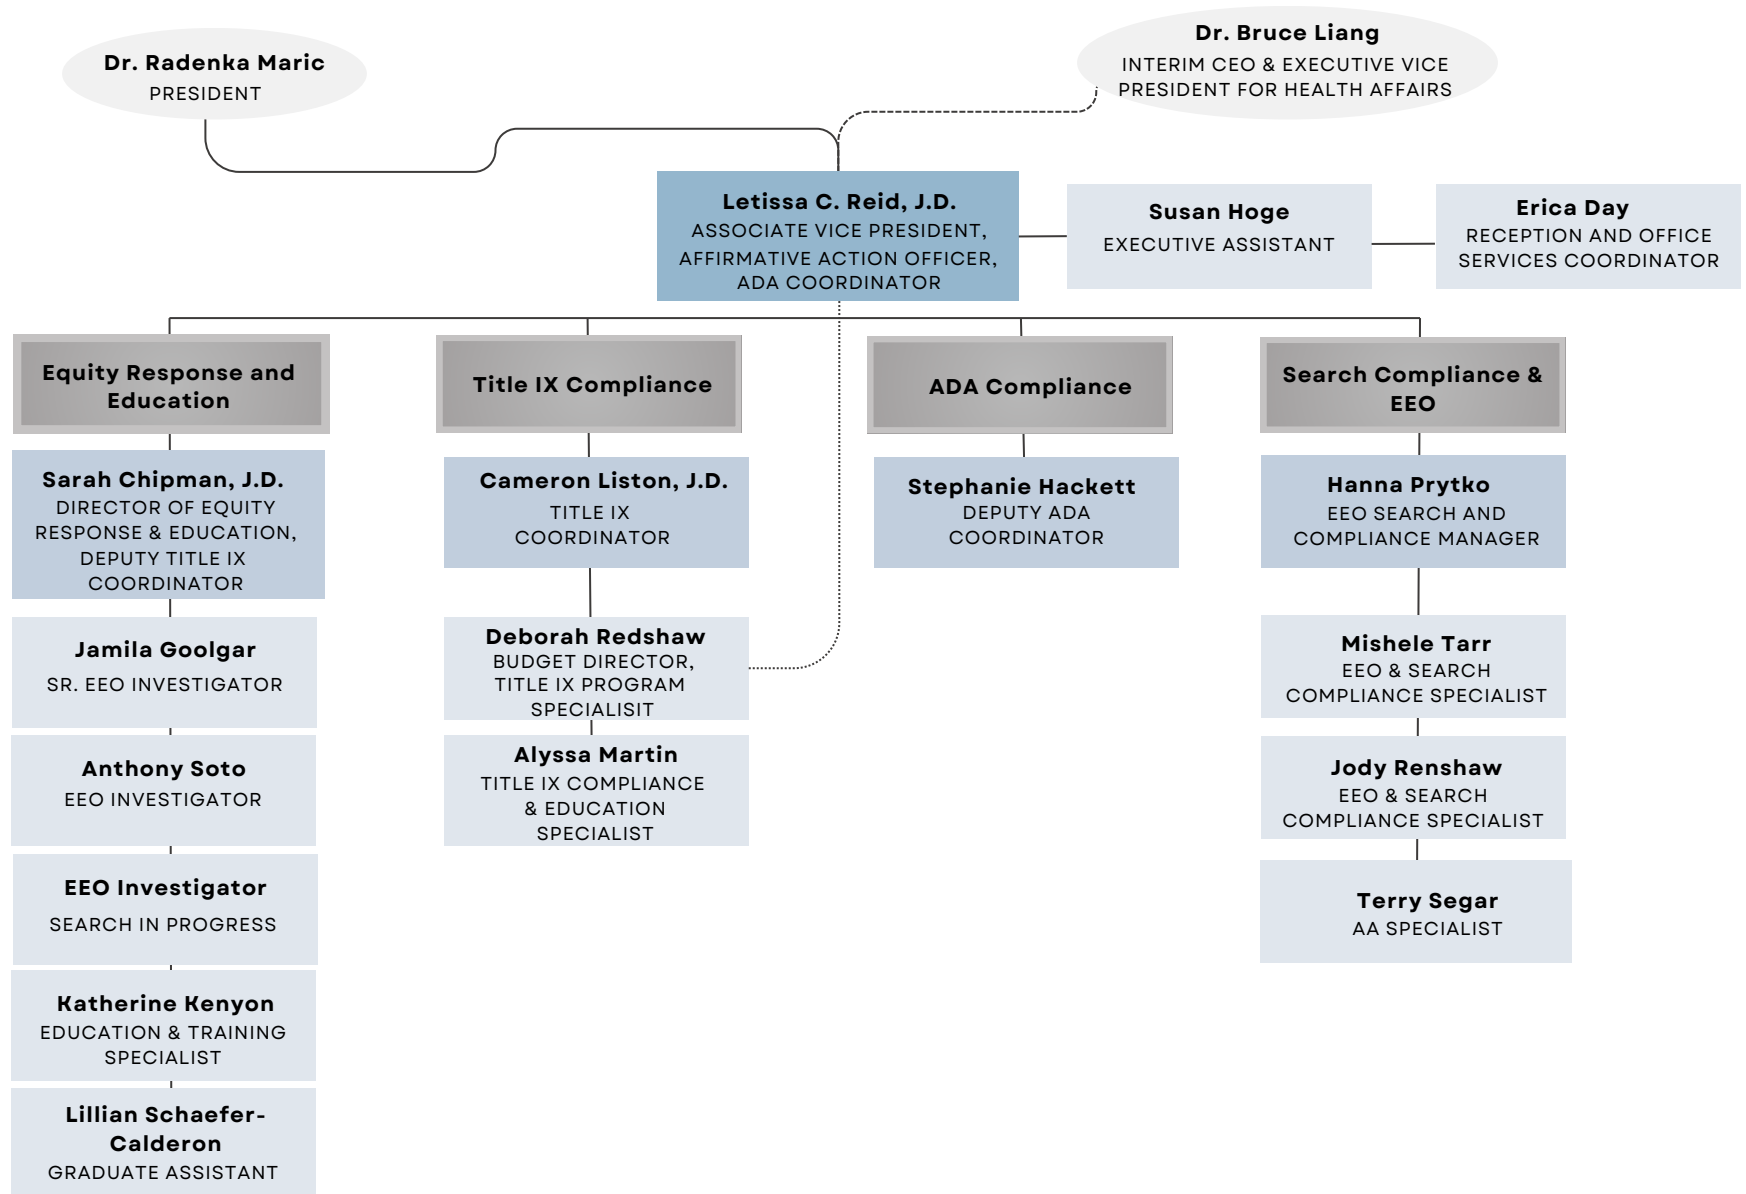 Dr. Radenka Maric
PRESIDENT
Dr. Bruce Liang
INTERIM CEO & EXECUTIVE VICE
PRESIDENT FOR HEALTH AFFAIRS
Letissa C. Reid, J.D.
ASSOCIATE VICE PRESIDENT,
AFFIRMATIVE ACTION OFFICER,
ADA COORDINATOR
Susan Hoge
EXECUTIVE ASSISTANT
Erica Day
RECEPTION AND OFFICE
SERVICES COORDINATOR
Equity Response and
Education
Sarah Chipman, J.D.
DIRECTOR OF EQUITY
RESPONSE & EDUCATION,
DEPUTY TITLE IX
COORDINATOR
Jamila Goolgar
SR. EEO INVESTIGATOR
Anthony Soto
EEO INVESTIGATOR
EEO Investigator
SEARCH IN PROGRESS
Katherine Kenyon
EDUCATION & TRAINING
SPECIALIST
Lillian Schaefer-
Calderon
GRADUATE ASSISTANT
Title IX Compliance
Cameron Liston, J.D.
TITLE IX
COORDINATOR
Deborah Redshaw
BUDGET DIRECTOR,
TITLE IX PROGRAM
SPECIALISIT
Alyssa Martin
TITLE IX COMPLIANCE
& EDUCATION
SPECIALIST
ADA Compliance
Stephanie Hackett
DEPUTY ADA
COORDINATOR
Search Compliance &
EEO
Hanna Prytko
EEO SEARCH AND
COMPLIANCE MANAGER
Mishele Tarr
EEO & SEARCH
COMPLIANCE SPECIALIST
Jody Renshaw
EEO & SEARCH
COMPLIANCE SPECIALIST
Terry Segar
AA SPECIALIST